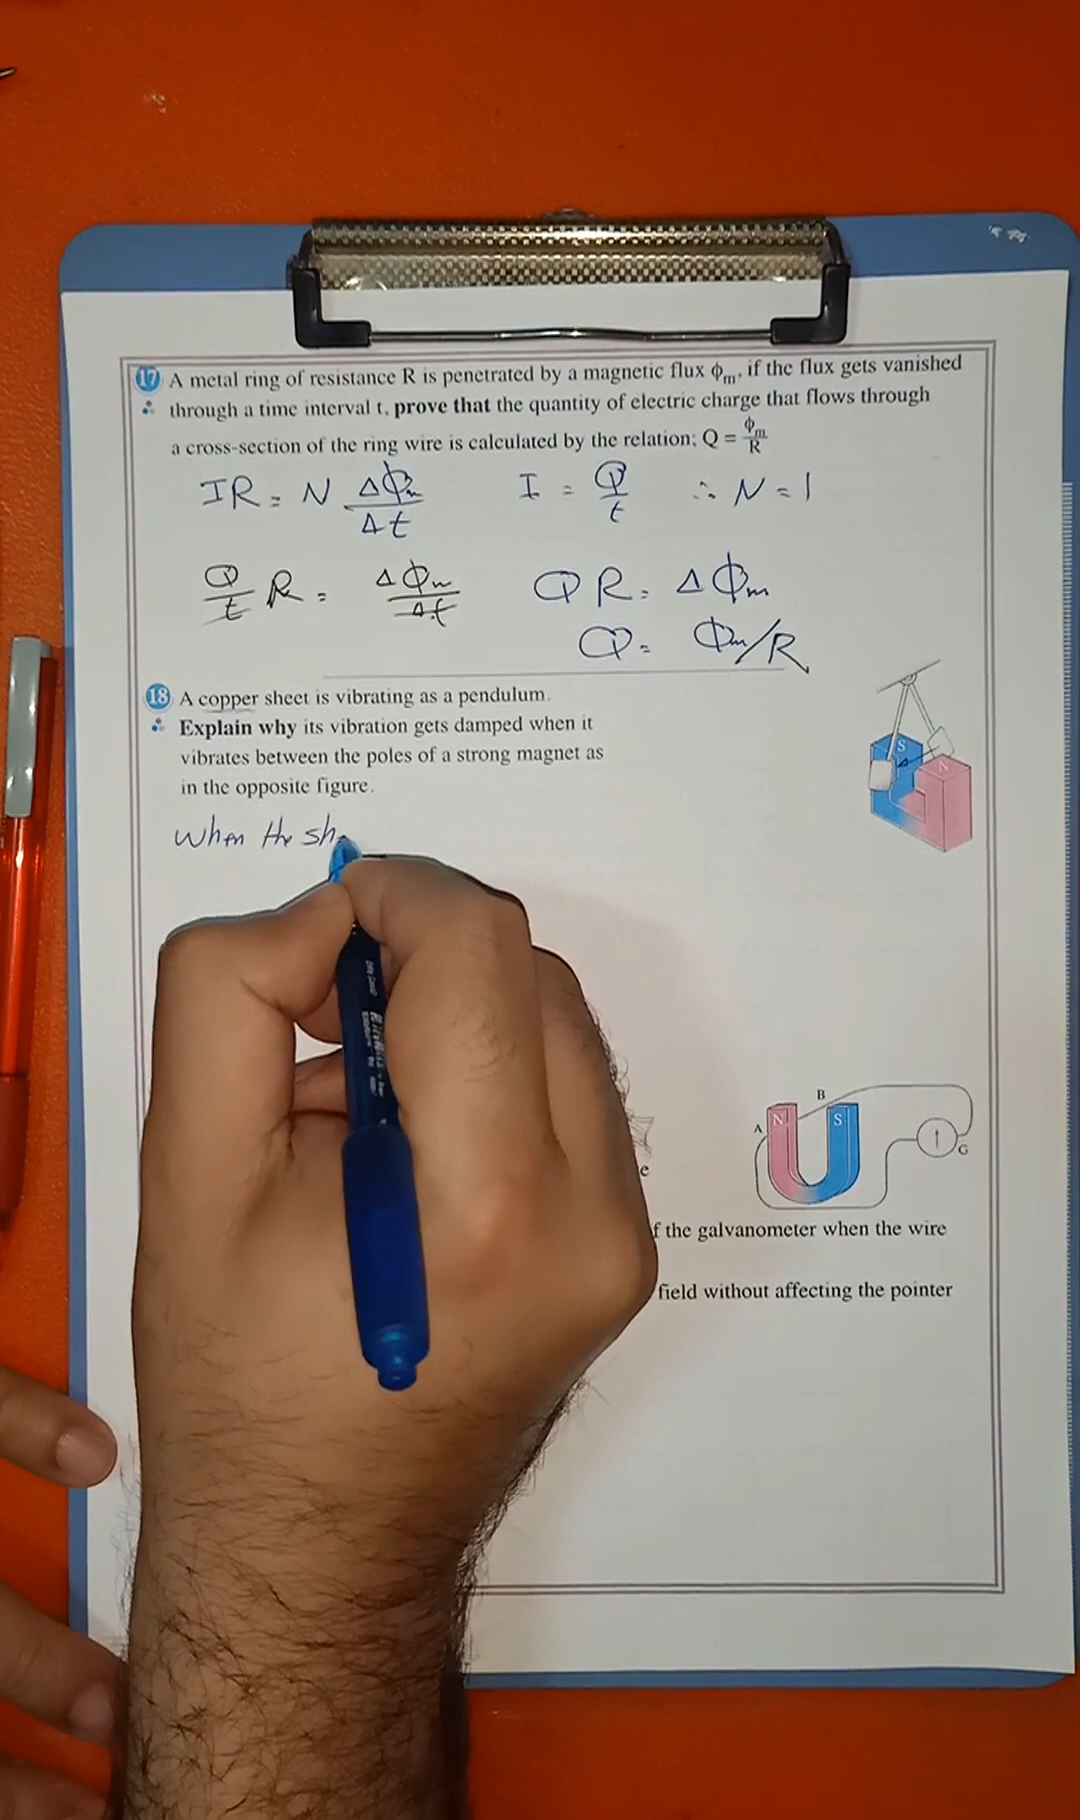 17 A metal ring of resistance R is penetrated by a magnetic flux ϕm, if the flux gets vanished
through a time interval t, prove that the quantity of electric charge that flows through
a cross-section of the ring wire is calculated by the relation; Q = ϕm/R
IR = N Δϕm/Δt I = Q/t ∴ N = 1
Q/t R = Δϕm/Δt QR = Δϕm
Q = ϕm/R
18 A copper sheet is vibrating as a pendulum.
Explain why its vibration gets damped when it
vibrates between the poles of a strong magnet as
in the opposite figure.
S
N
When the sh
B
A N S
G
e
f the galvanometer when the wire
field without affecting the pointer